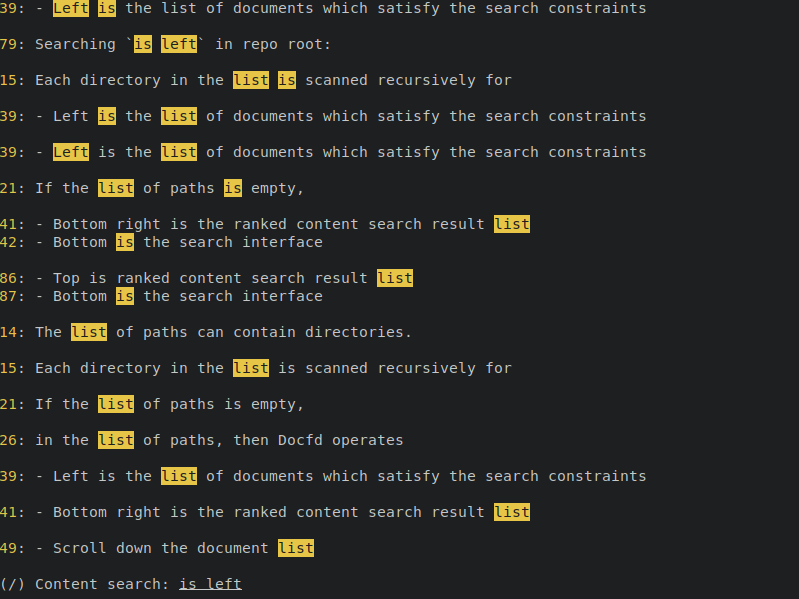 39: - Left is the list of documents which satisfy the search constraints
79: Searching `is left` in repo root:
15: Each directory in the list is scanned recursively for
39: - Left is the list of documents which satisfy the search constraints
39: - Left is the list of documents which satisfy the search constraints
21: If the list of paths is empty,
41: - Bottom right is the ranked content search result list
42: - Bottom is the search interface
86: - Top is ranked content search result list
87: - Bottom is the search interface
14: The list of paths can contain directories.
15: Each directory in the list is scanned recursively for
21: If the list of paths is empty,
26: in the list of paths, then Docfd operates
39: - Left is the list of documents which satisfy the search constraints
41: - Bottom right is the ranked content search result list
49: - Scroll down the document list
(/) Content search: is left